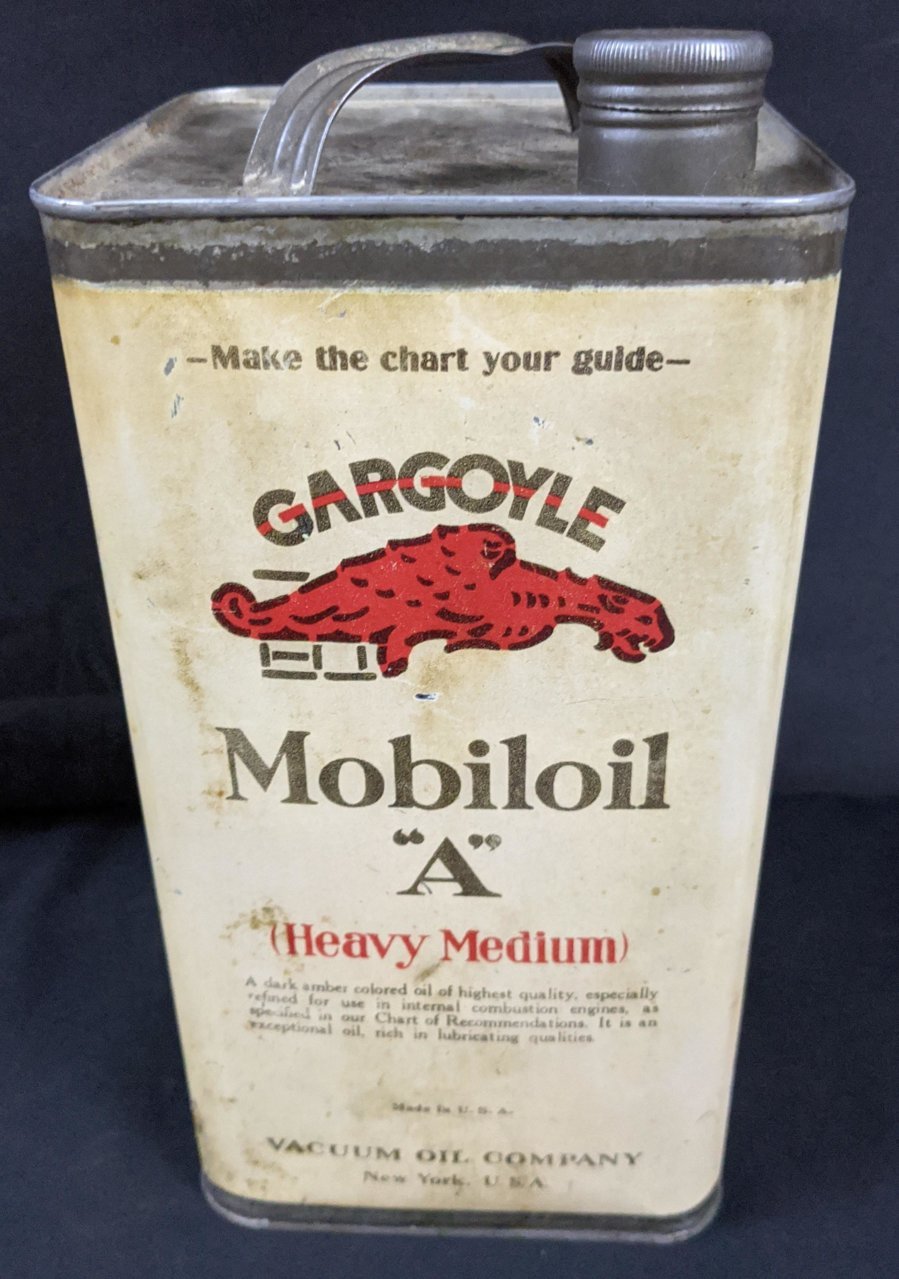 —Make the chart your guide—
GARGOYLE
Mobiloil
“A”
(Heavy Medium)
A dark amber colored oil of highest quality, especially
refined for use in internal combustion engines, as
specified in our Chart of Recommendations. It is an
exceptional oil, rich in lubricating qualities.
Made in U. S. A.
VACUUM OIL COMPANY
New York, U. S. A.